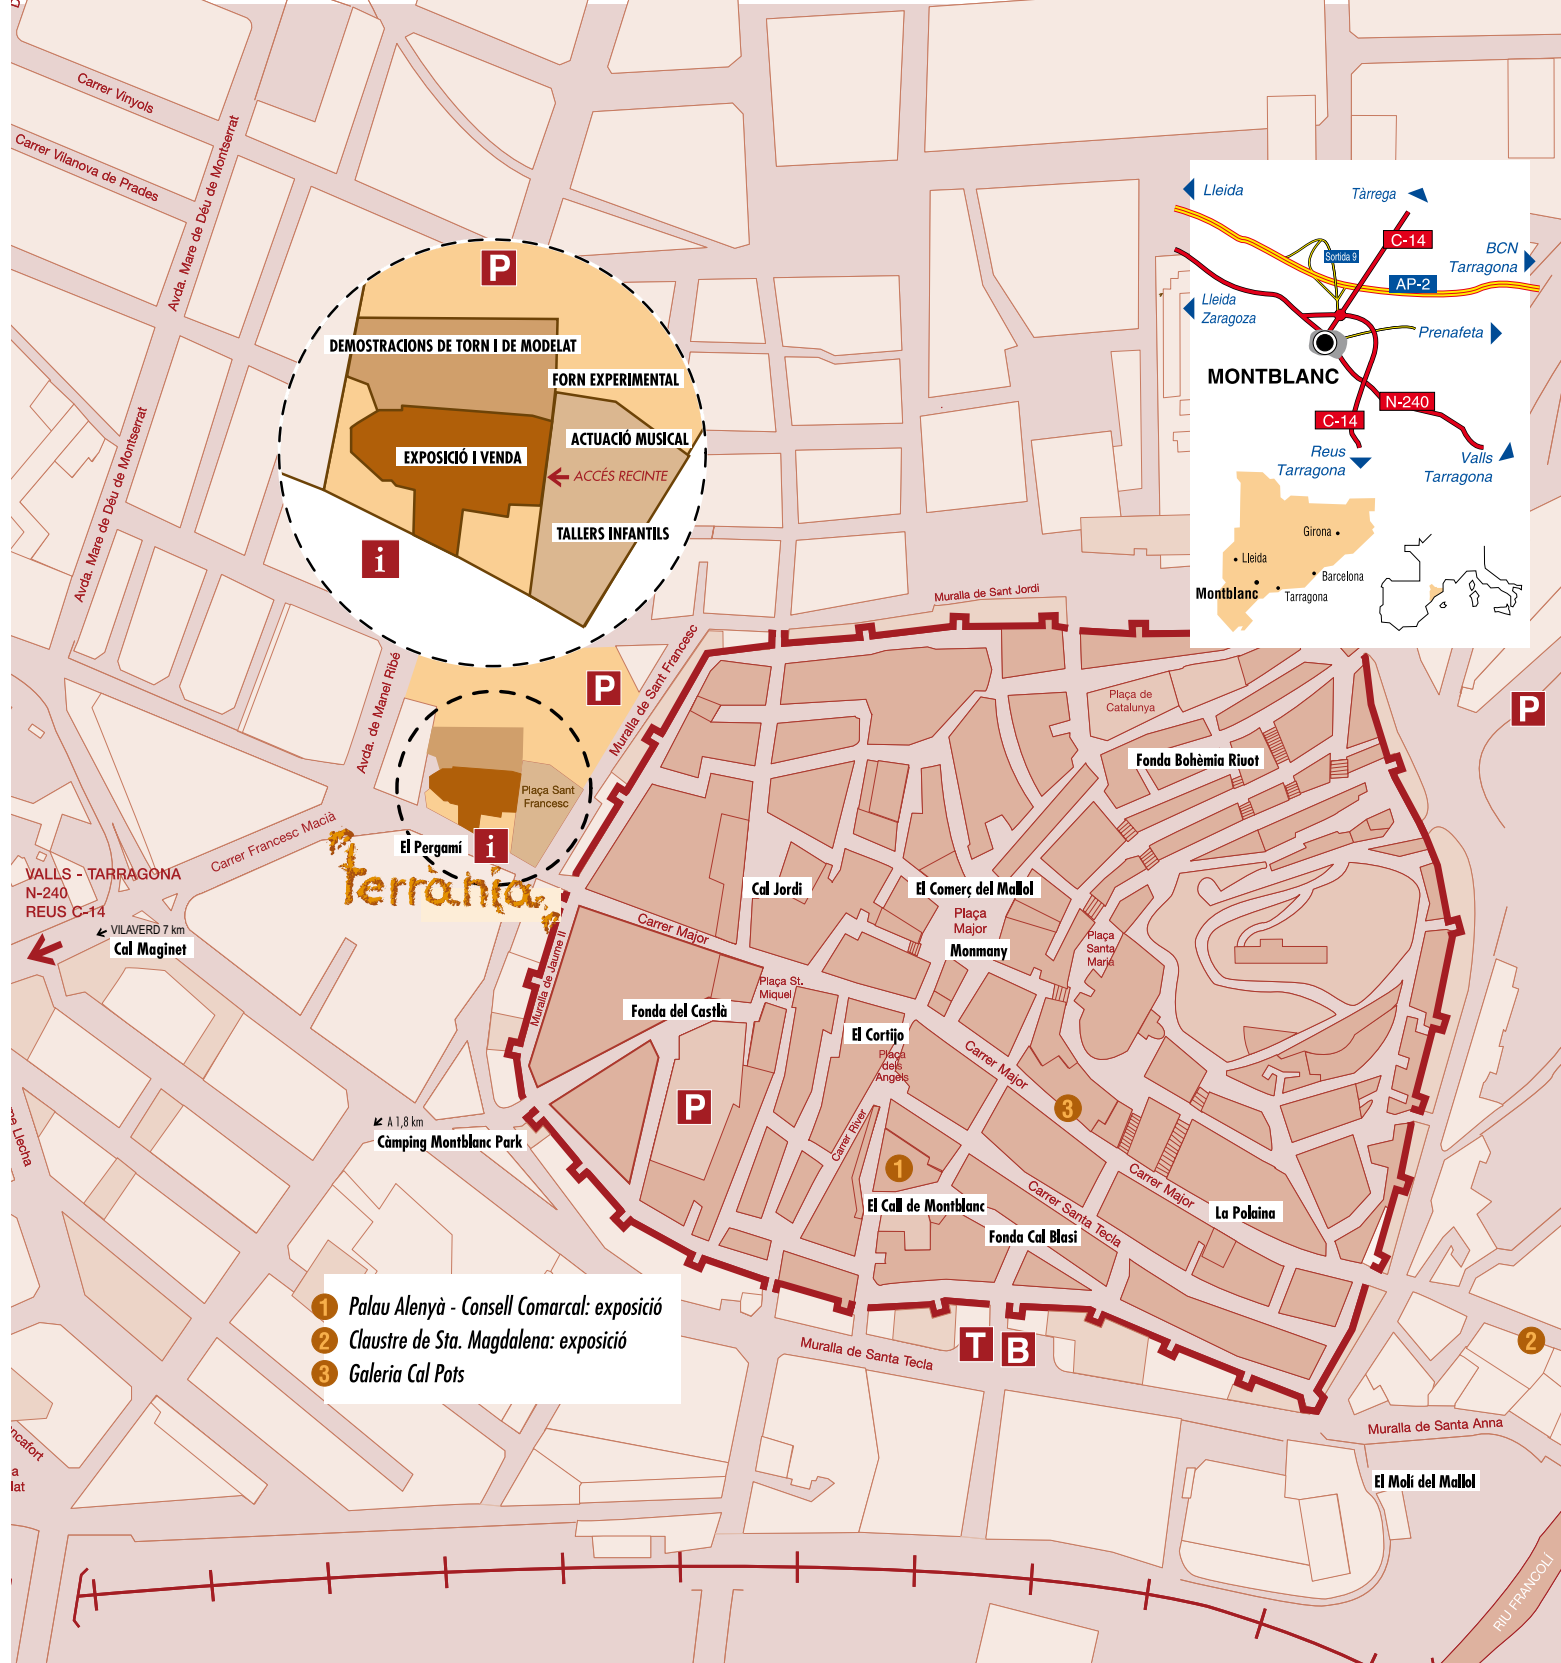 Carrer Vinyols
Carrer Vilanova de Prades
Avda. Mare de Déu de Montserrat
Avda. Mare de Déu de Montserrat
P
DEMOSTRACIONS DE TORN I DE MODELAT
FORN EXPERIMENTAL
ACTUACIÓ MUSICAL
EXPOSICIÓ I VENDA
ACCÉS RECINTE
TALLERS INFANTILS
i
Lleida
Tàrrega
C-14
BCN
Tarragona
Sortida 9
AP-2
Lleida
Zaragoza
Prenafeta
MONTBLANC
N-240
C-14
Reus
Tarragona
Valls
Tarragona
Girona
Lleida
Barcelona
Montblanc
Tarragona
Muralla de Sant Jordi
Muralla de Sant Francesc
Avda. de Manel Ribé
P
P
Plaça de
Catalunya
Fonda Bohèmia Riuot
Plaça Sant
Francesc
Carrer Francesc Macià
El Pergamí
i
terrània
VALLS - TARRAGONA
N-240
REUS C-14
VILAVERD 7 km
Cal Maginet
Cal Jordi
El Comerç del Mallol
Plaça
Major
Monmany
Carrer Major
Plaça
Santa
Maria
Muralla de Jaume II
Plaça St.
Miquel
Fonda del Castlà
El Cortijo
Plaça
dels
Angels
Carrer Major
P
3
A 1,8 km
Càmping Montblanc Park
Carrer River
1
Carrer Major
Carrer Santa Tecla
El Call de Montblanc
La Polaina
Fonda Cal Blasi
1 Palau Alenyà - Consell Comarcal: exposició
2 Claustre de Sta. Magdalena: exposició
3 Galeria Cal Pots
Muralla de Santa Tecla
T
B
2
Muralla de Santa Anna
El Molí del Mallol
RIU FRANCOLÍ